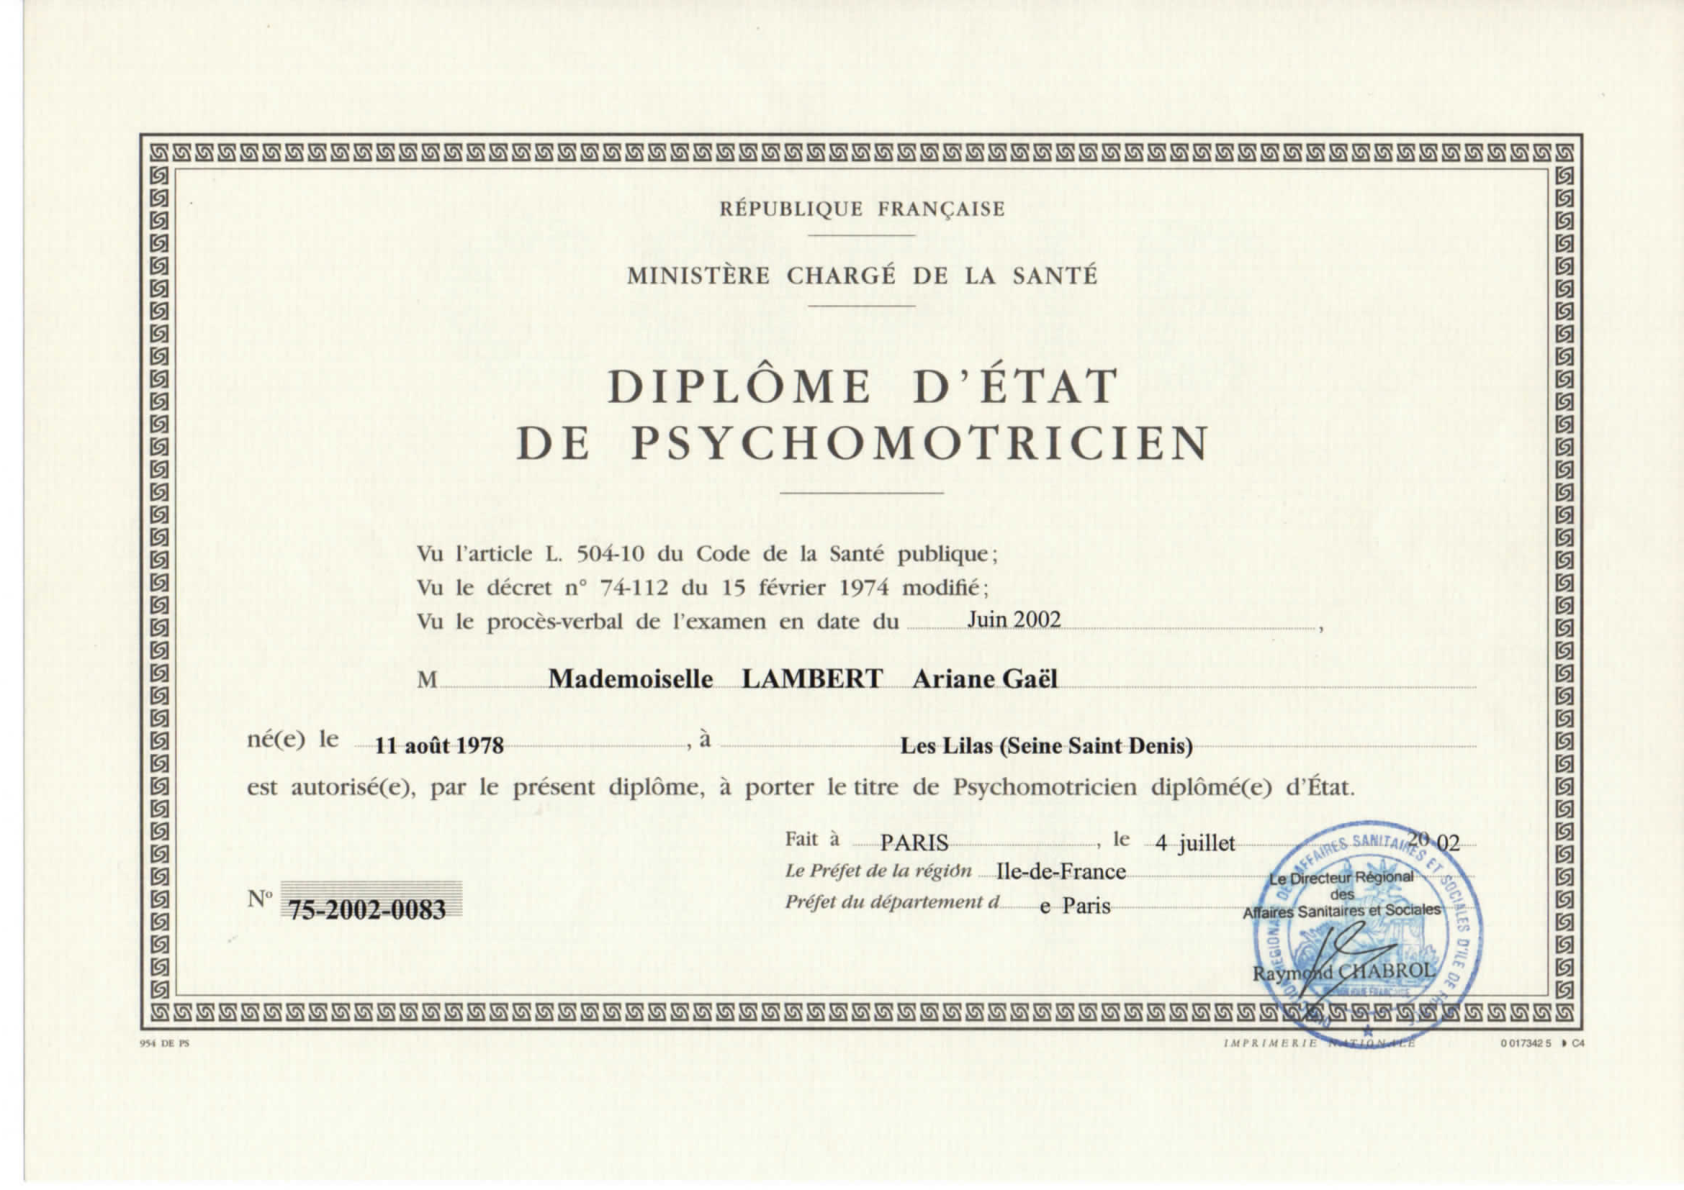 RÉPUBLIQUE FRANÇAISE
MINISTÈRE CHARGÉ DE LA SANTÉ
DIPLÔME D'ÉTAT
DE PSYCHOMOTRICIEN
Vu l'article L. 504-10 du Code de la Santé publique;
Vu le décret n° 74-112 du 15 février 1974 modifié;
Vu le procès-verbal de l'examen en date du Juin 2002,
M Mademoiselle LAMBERT Ariane Gaël
né(e) le 11 août 1978, à Les Lilas (Seine Saint Denis)
est autorisé(e), par le présent diplôme, à porter le titre de Psychomotricien diplômé(e) d'État.
Fait à PARIS, le 4 juillet 2002
Le Préfet de la région Ile-de-France
Préfet du département de Paris
Le Directeur Régional
des
Affaires Sanitaires et Sociales
Raymond CHABROL
N° 75-2002-0083
954 DE PS
IMPRIMERIE NATIONALE
0 017342 5 C4